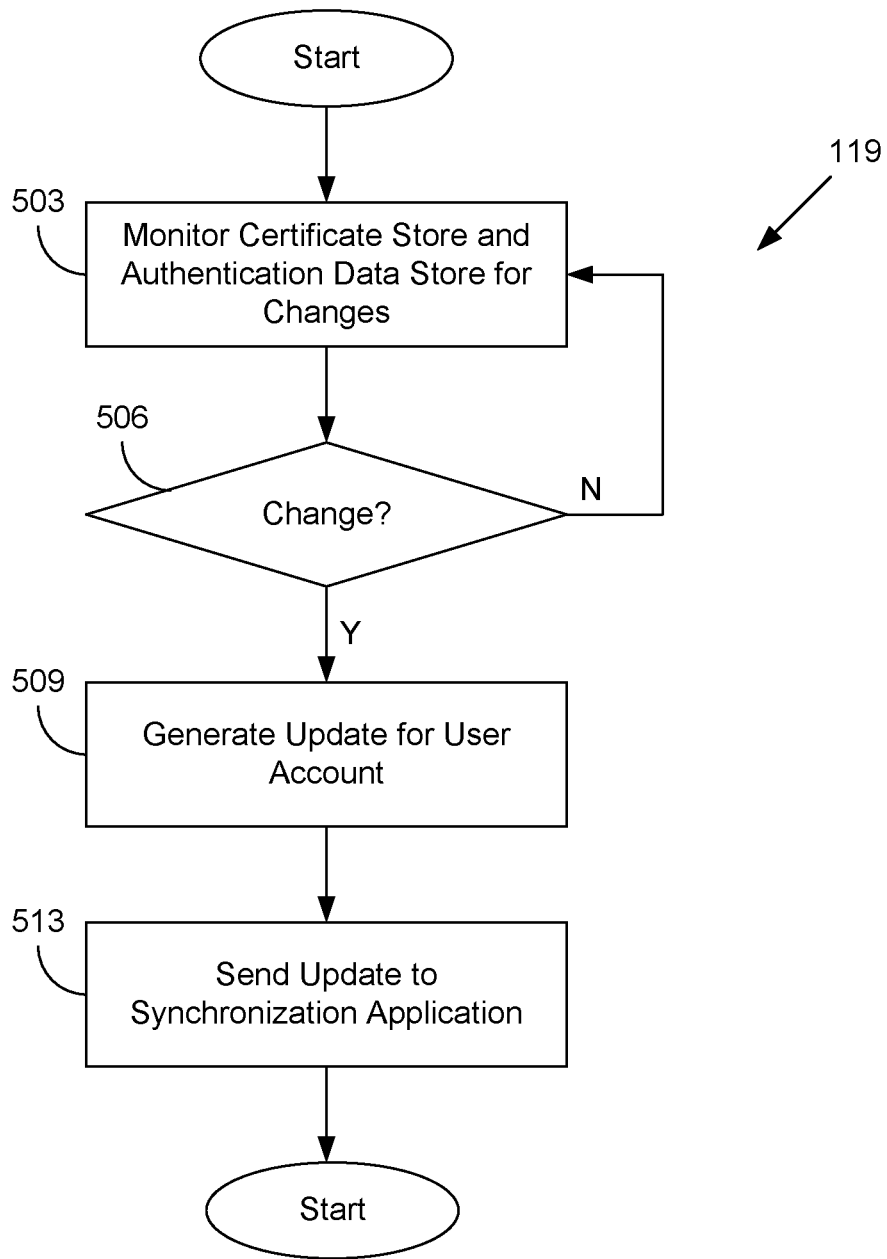 Start
119
503
Monitor Certificate Store and
Authentication Data Store for
Changes
506
Change?
N
Y
509
Generate Update for User
Account
513
Send Update to
Synchronization Application
Start